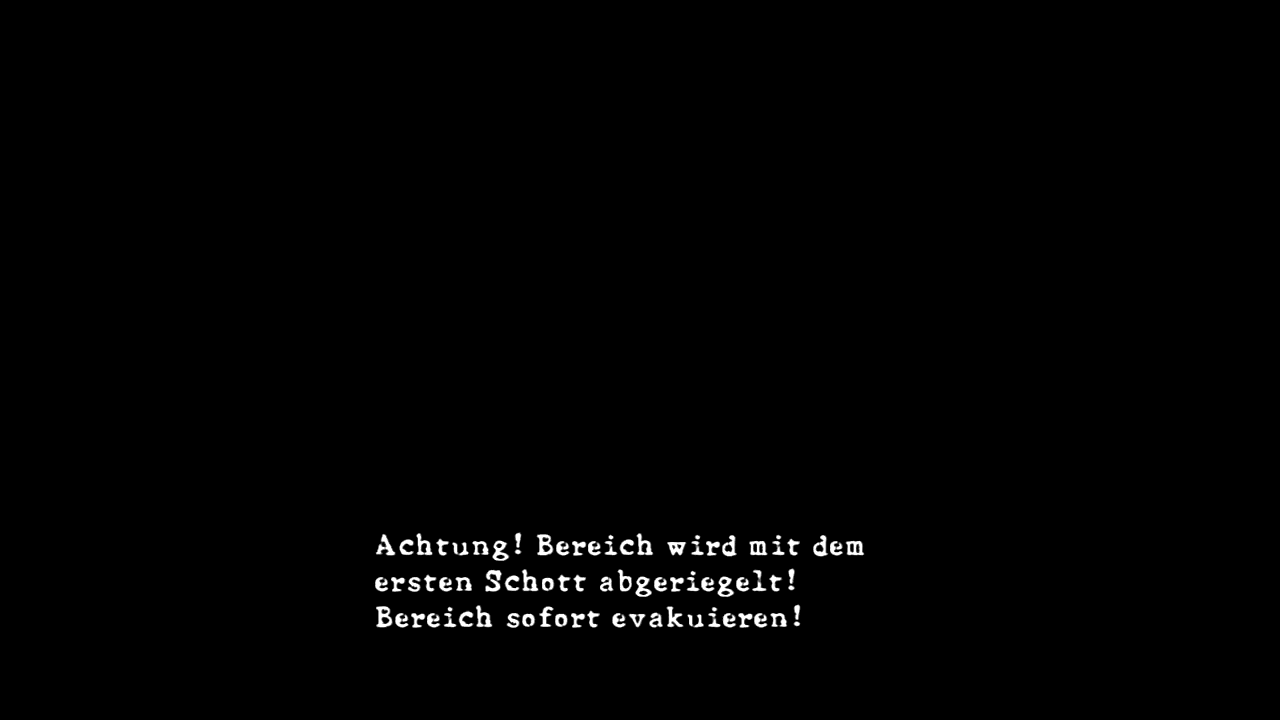 Achtung! Bereich wird mit dem
ersten Schott abgeriegelt!
Bereich sofort evakuieren!